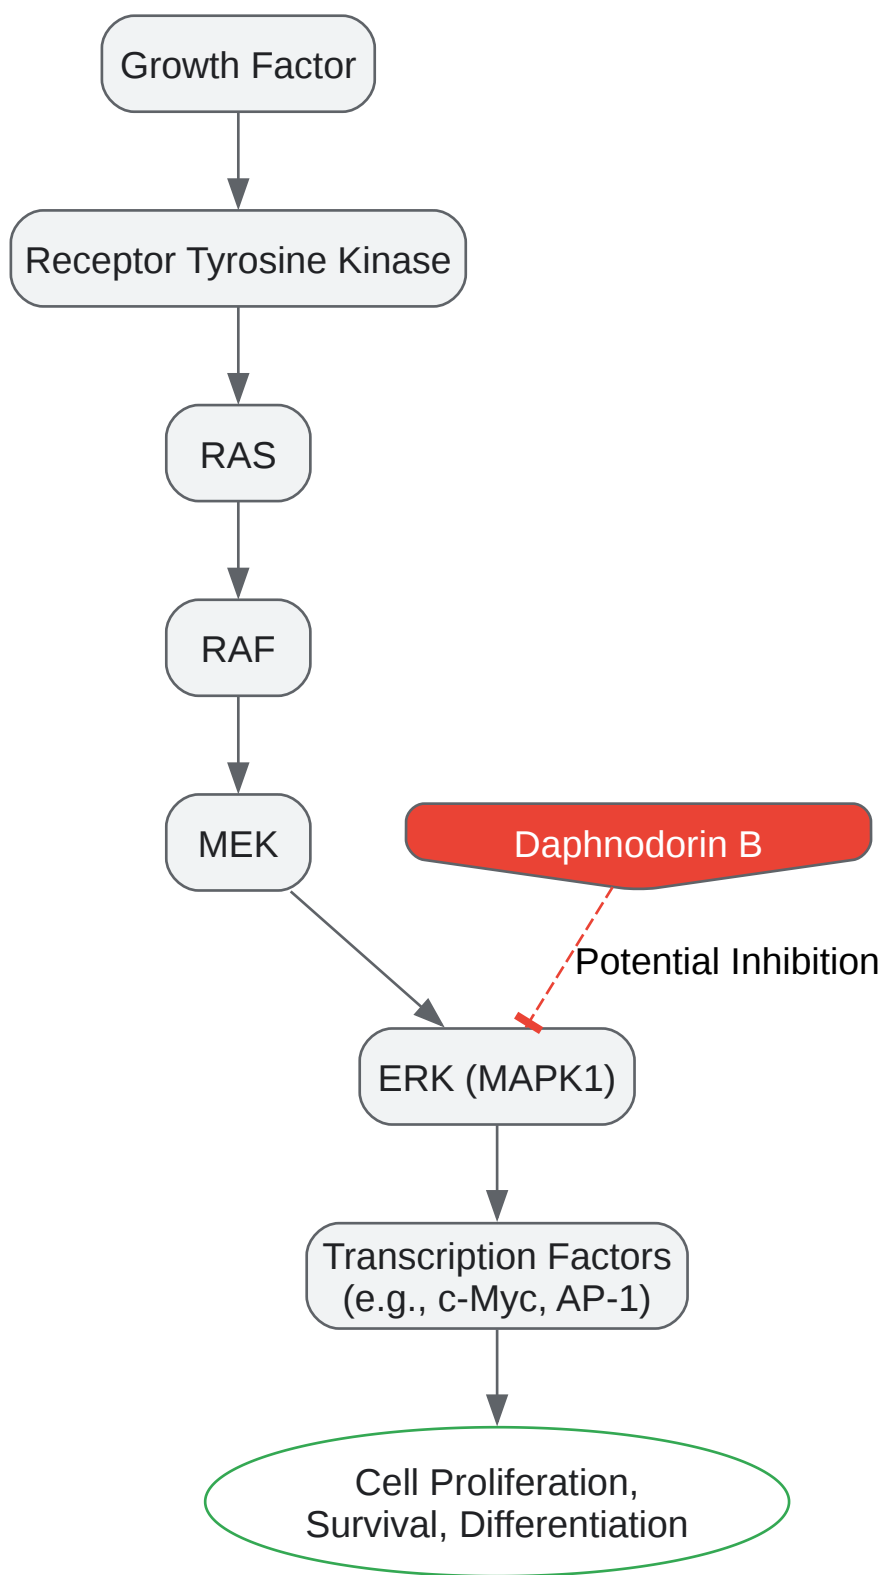 Growth Factor
Receptor Tyrosine Kinase
RAS
RAF
MEK
Daphnodorin B
Potential Inhibition
ERK (MAPK1)
Transcription Factors
(e.g., c-Myc, AP-1)
Cell Proliferation,
Survival, Differentiation